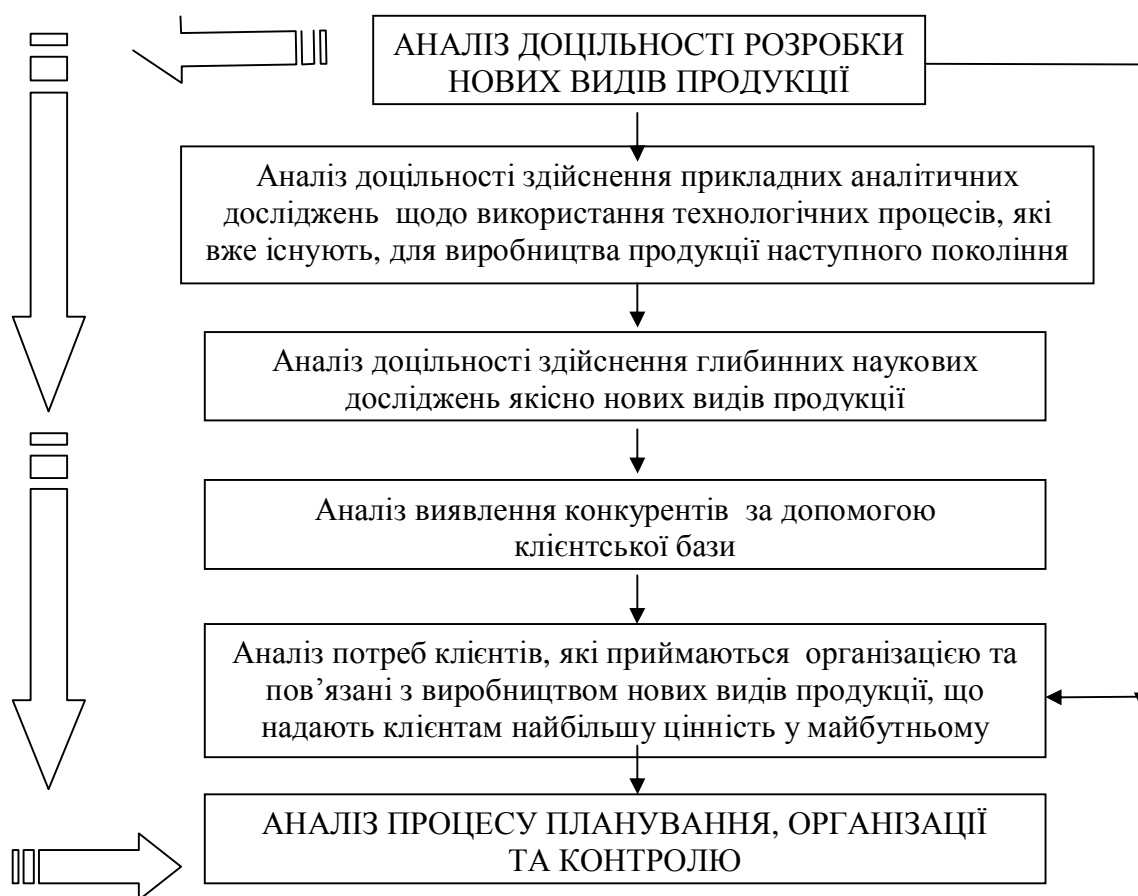 АНАЛІЗ ДОЦІЛЬНОСТІ РОЗРОБКИ
НОВИХ ВИДІВ ПРОДУКЦІЇ
Аналіз доцільності здійснення прикладних аналітичних
досліджень щодо використання технологічних процесів, які
вже існують, для виробництва продукції наступного покоління
Аналіз доцільності здійснення глибинних наукових
досліджень якісно нових видів продукції
Аналіз виявлення конкурентів за допомогою
клієнтської бази
Аналіз потреб клієнтів, які приймаються організацією та
пов’язані з виробництвом нових видів продукції, що
надають клієнтам найбільшу цінність у майбутньому
АНАЛІЗ ПРОЦЕСУ ПЛАНУВАННЯ, ОРГАНІЗАЦІЇ
ТА КОНТРОЛЮ